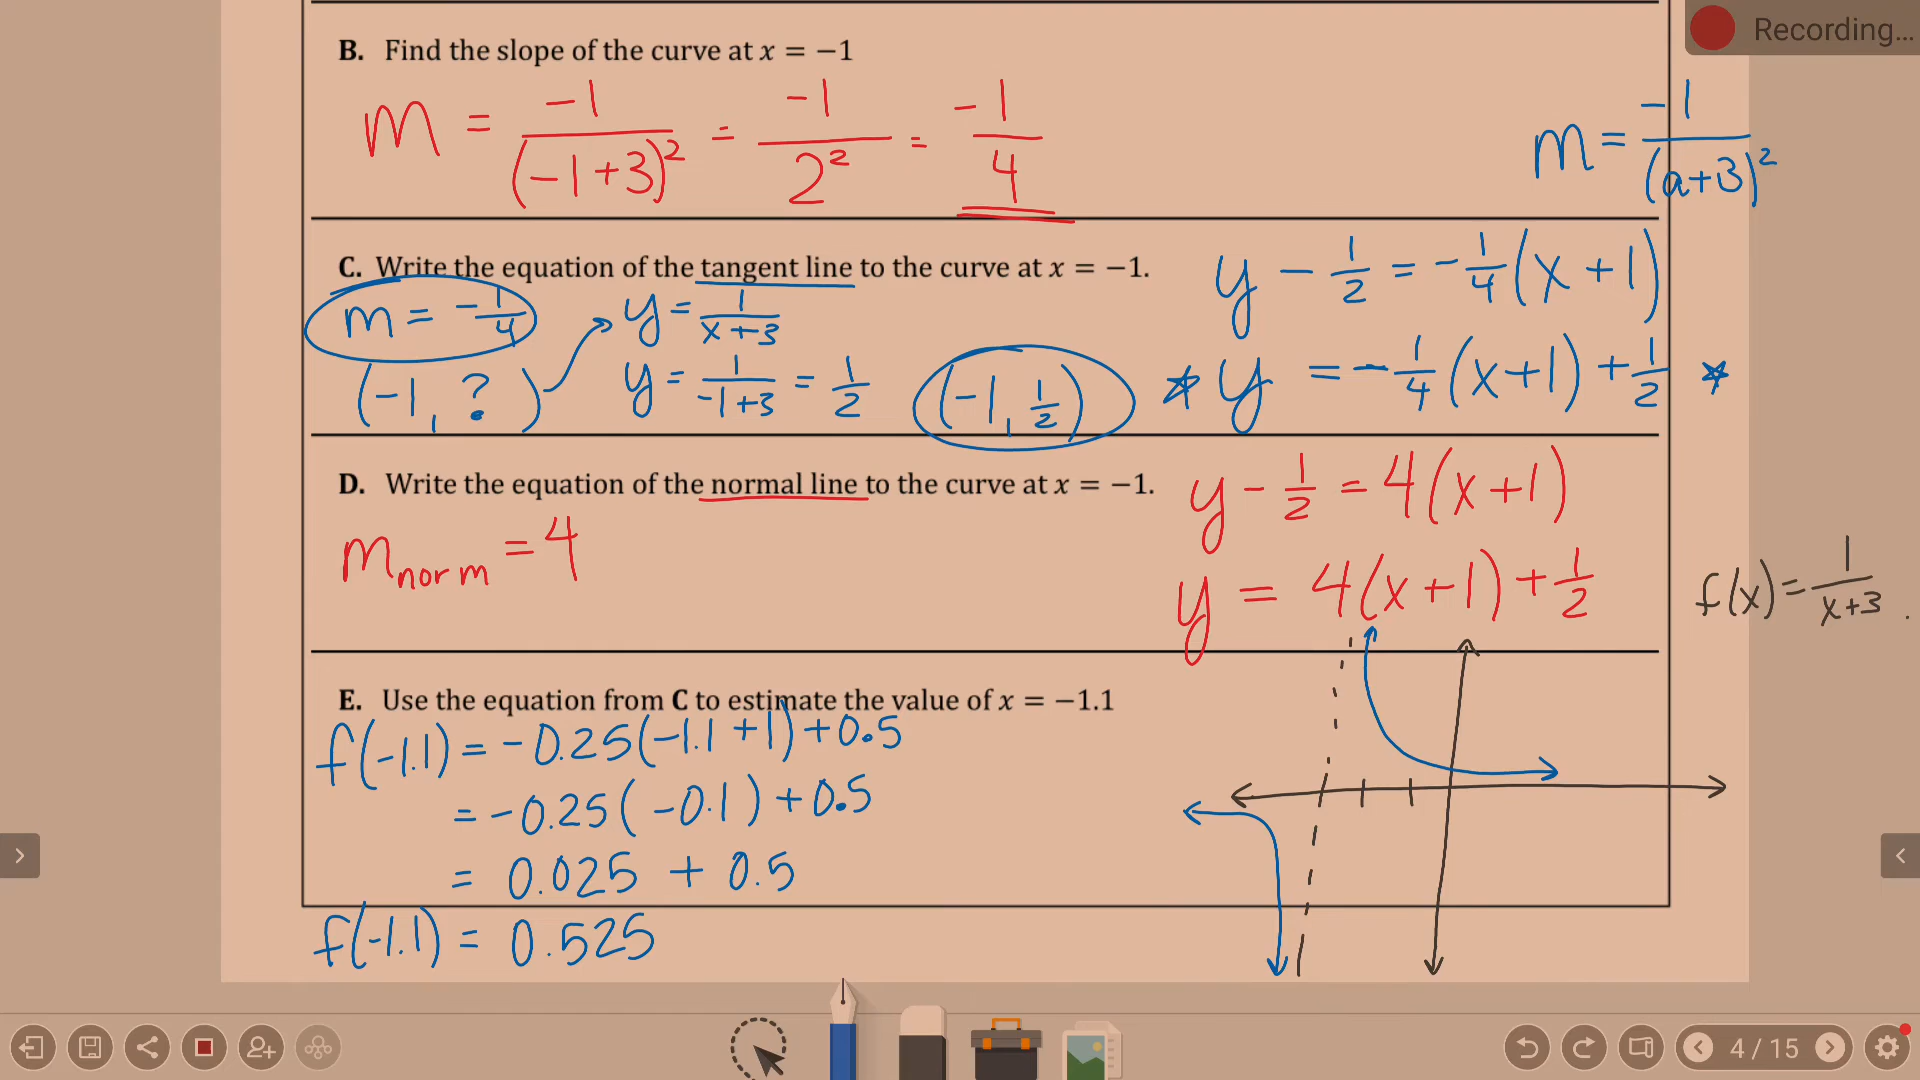 Recording...
B. Find the slope of the curve at x = −1
m = -1/(-1+3)² = -1/2² = -1/4
m = -1/(a+3)²
C. Write the equation of the tangent line to the curve at x = −1.
m = -1/4
(-1, ?)
y = 1/(x+3)
y = 1/(-1+3) = 1/2
(-1, 1/2)
y - 1/2 = -1/4(x+1)
* y = -1/4(x+1) + 1/2 *
D. Write the equation of the normal line to the curve at x = −1.
m norm = 4
y - 1/2 = 4(x+1)
y = 4(x+1) + 1/2
f(x) = 1/(x+3)
E. Use the equation from C to estimate the value of x = −1.1
f(-1.1) = -0.25(-1.1+1)+0.5
= -0.25(-0.1)+0.5
= 0.025 + 0.5
f(-1.1) = 0.525
4 / 15